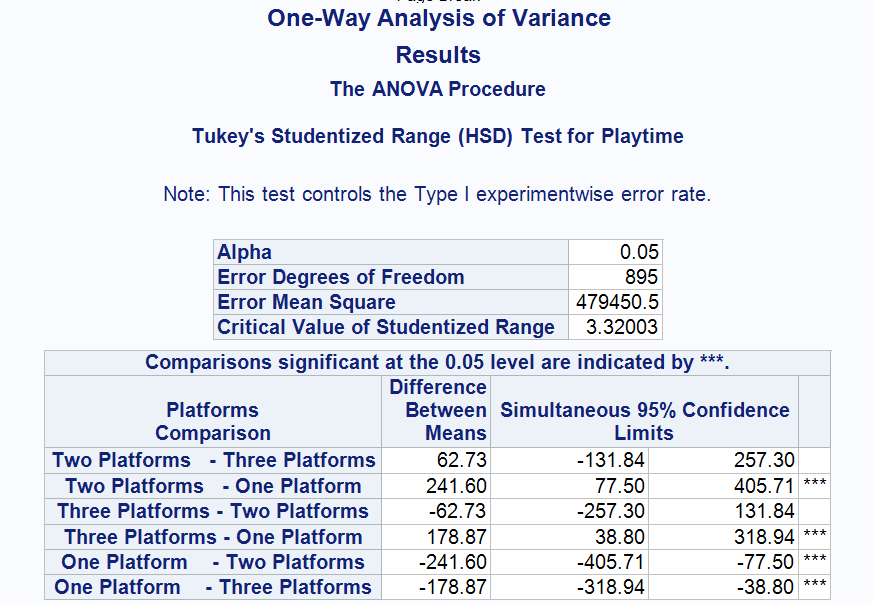 One-Way Analysis of Variance
Results
The ANOVA Procedure
Tukey's Studentized Range (HSD) Test for Playtime
Note: This test controls the Type I experimentwise error rate.
Alpha 0.05
Error Degrees of Freedom 895
Error Mean Square 479450.5
Critical Value of Studentized Range 3.32003
Comparisons significant at the 0.05 level are indicated by ***.
Platforms
Comparison
Difference
Between
Means
Simultaneous 95% Confidence
Limits
Two Platforms - Three Platforms 62.73 -131.84 257.30
Two Platforms - One Platform 241.60 77.50 405.71 ***
Three Platforms - Two Platforms -62.73 -257.30 131.84
Three Platforms - One Platform 178.87 38.80 318.94 ***
One Platform - Two Platforms -241.60 -405.71 -77.50 ***
One Platform - Three Platforms -178.87 -318.94 -38.80 ***